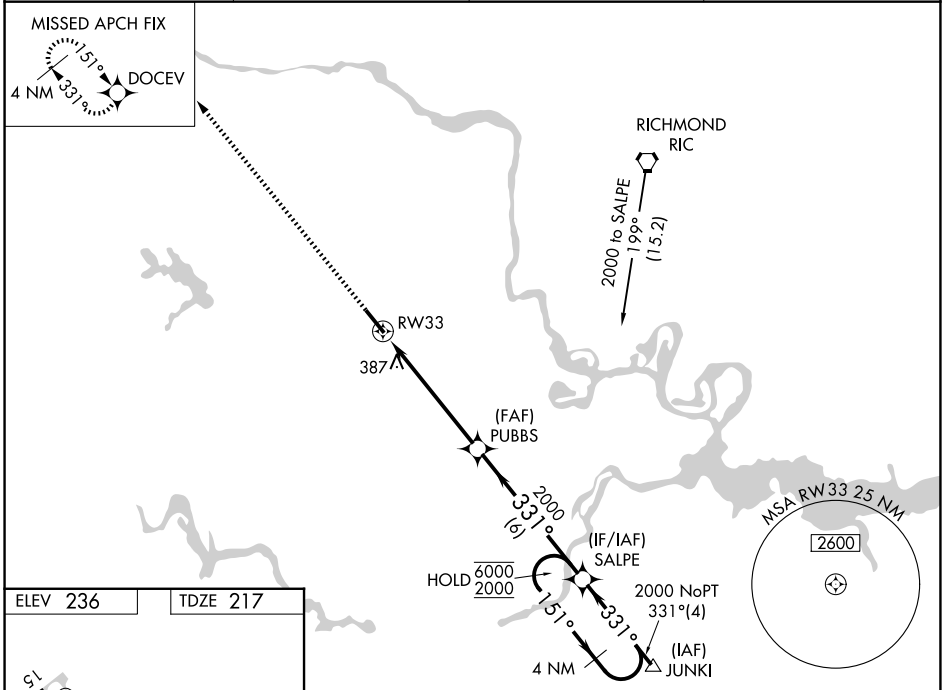 MISSED APCH FIX
151°
DOCEV
4 NM
331°
RICHMOND
RIC
2000 to SALPE
199°
(15.2)
RW33
387
(FAF)
PUBBS
2000
331°
(6)
(IF/IAF)
SALPE
HOLD 6000
2000
151°
331°
2000 NoPT
331°(4)
4 NM
(IAF)
JUNKI
MSA RW33 25 NM
2600
ELEV 236
TDZE 217
15